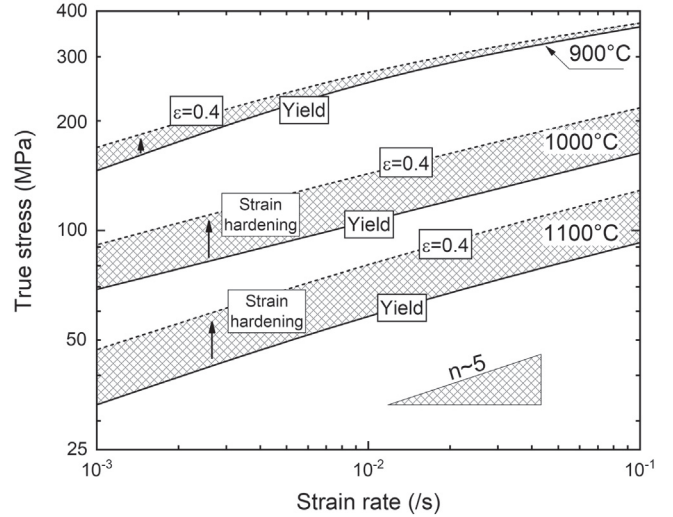 400
300
200
100
50
25
True stress (MPa)
900°C
ε=0.4
Yield
1000°C
ε=0.4
Strain
hardening
Yield
1100°C
ε=0.4
Strain
hardening
Yield
n~5
10⁻³
10⁻²
10⁻¹
Strain rate (/s)